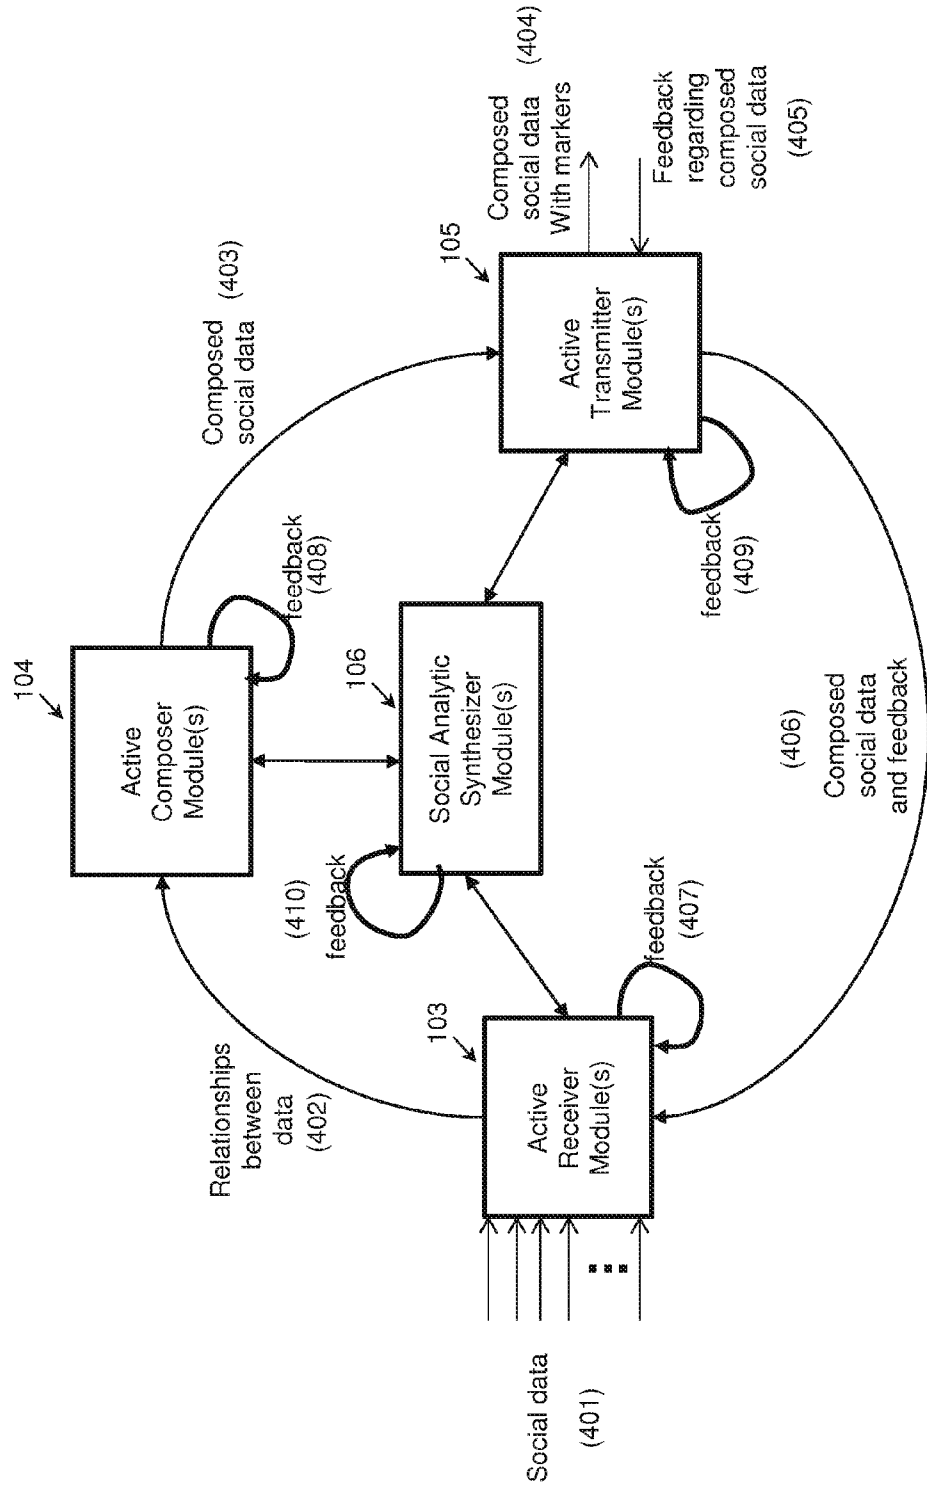 Composed
social data
With markers
(404)
Feedback
regarding
composed
social data
(405)
Composed
social data
(403)
105
Active
Transmitter
Module(s)
feedback
(409)
104
Active
Composer
Module(s)
feedback
(408)
106
Social Analytic
Synthesizer
Module(s)
(410)
feedback
(406)
Composed
social data
and feedback
Relationships
between
data
(402)
103
Active
Receiver
Module(s)
feedback
(407)
Social data
(401)